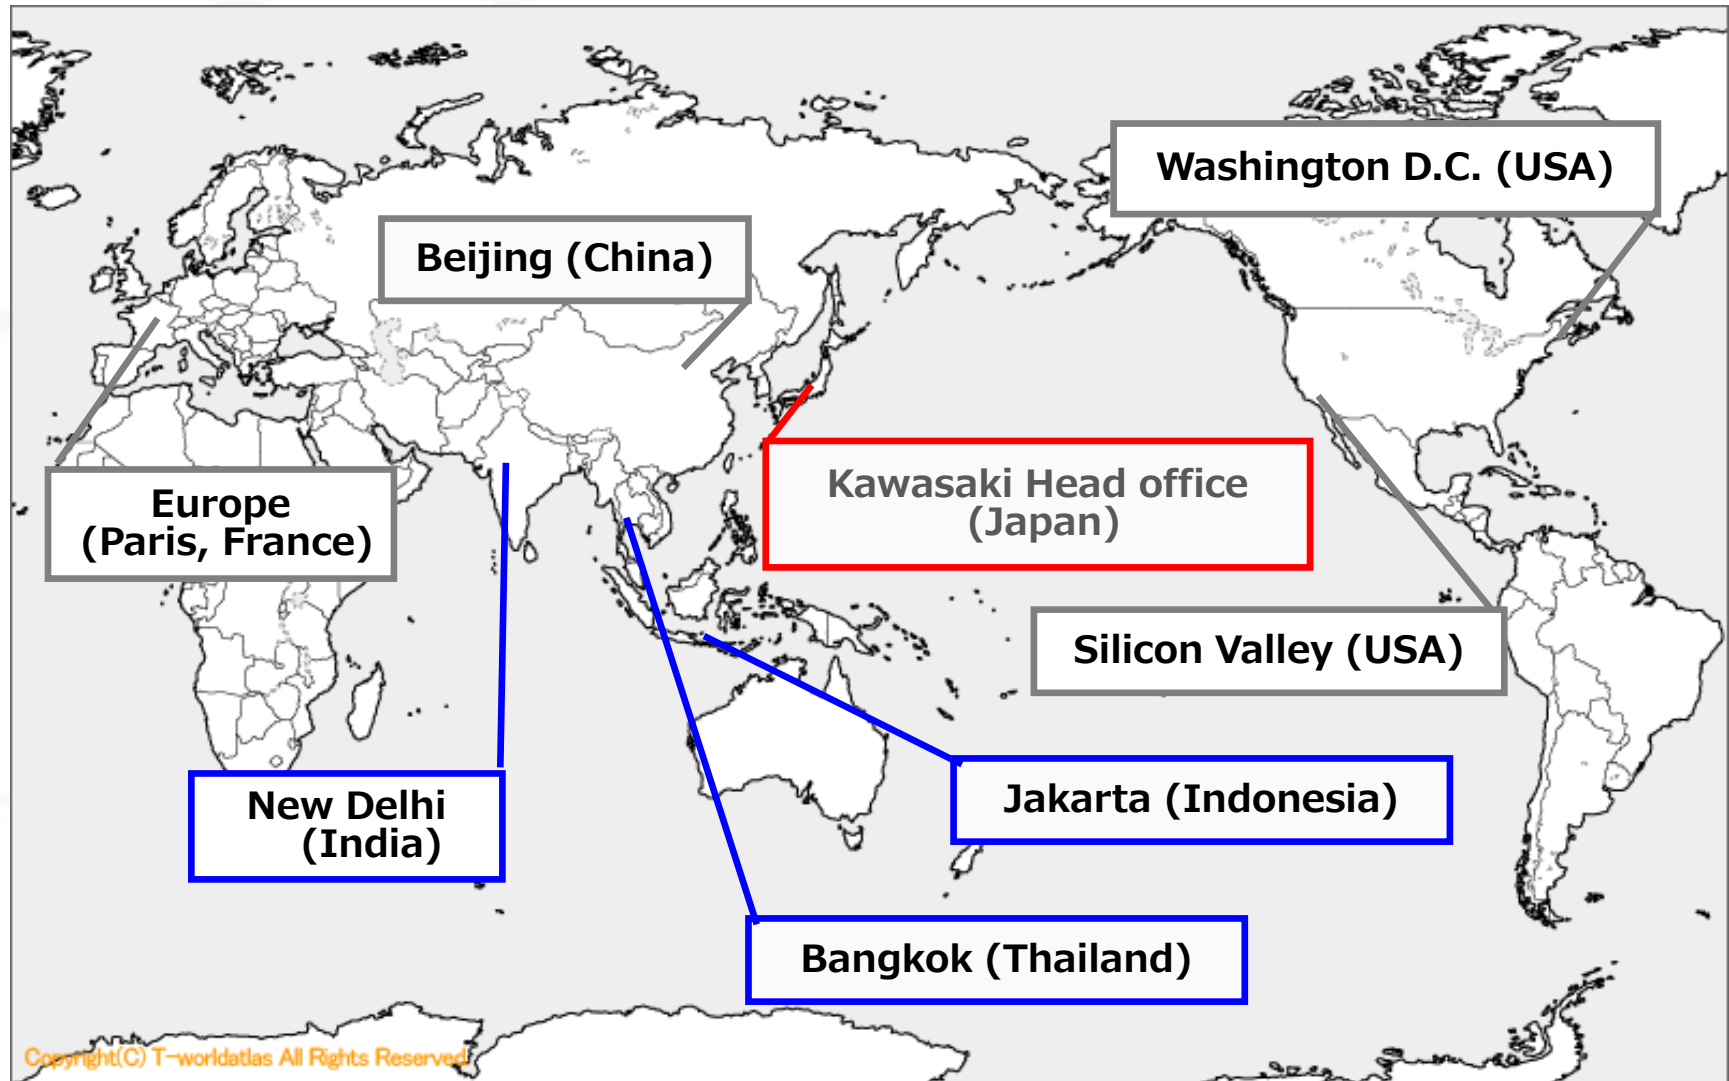 Washington D.C. (USA)
Beijing (China)
Kawasaki Head office
(Japan)
Europe
(Paris, France)
Silicon Valley (USA)
New Delhi
(India)
Jakarta (Indonesia)
Bangkok (Thailand)
Copyright(C) T-worldatlas All Rights Reserved